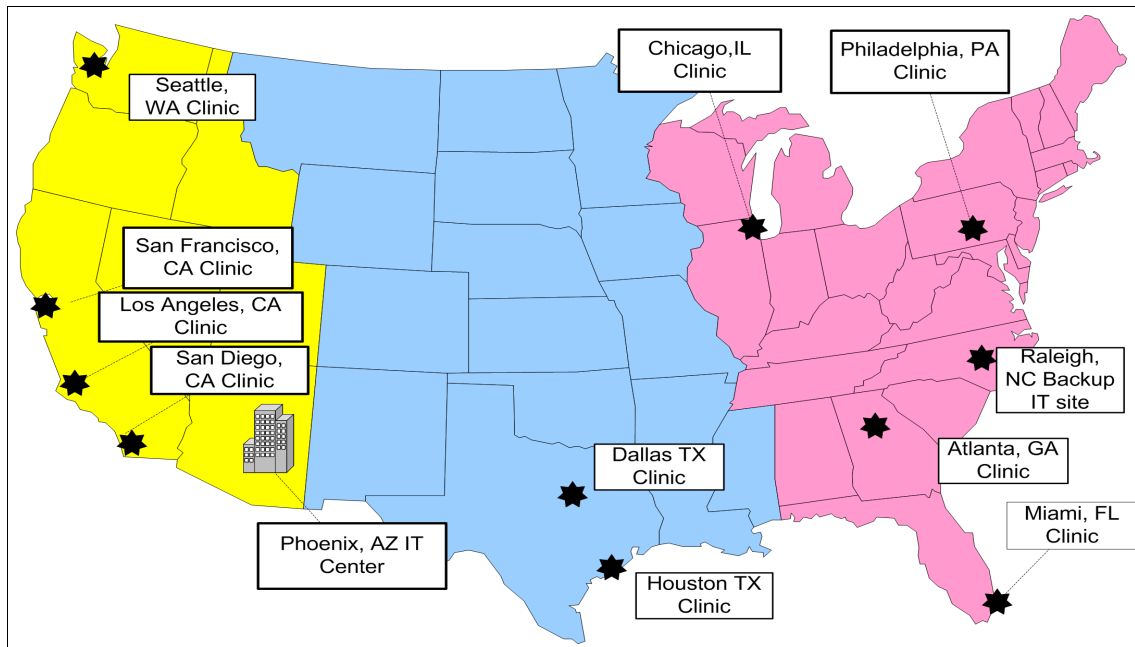 Chicago,IL
Clinic
Philadelphia, PA
Clinic
Seattle,
WA Clinic
San Francisco,
CA Clinic
Los Angeles, CA
Clinic
San Diego,
CA Clinic
Raleigh,
NC Backup
IT site
Dallas TX
Clinic
Atlanta, GA
Clinic
Miami, FL
Clinic
Phoenix, AZ IT
Center
Houston TX
Clinic